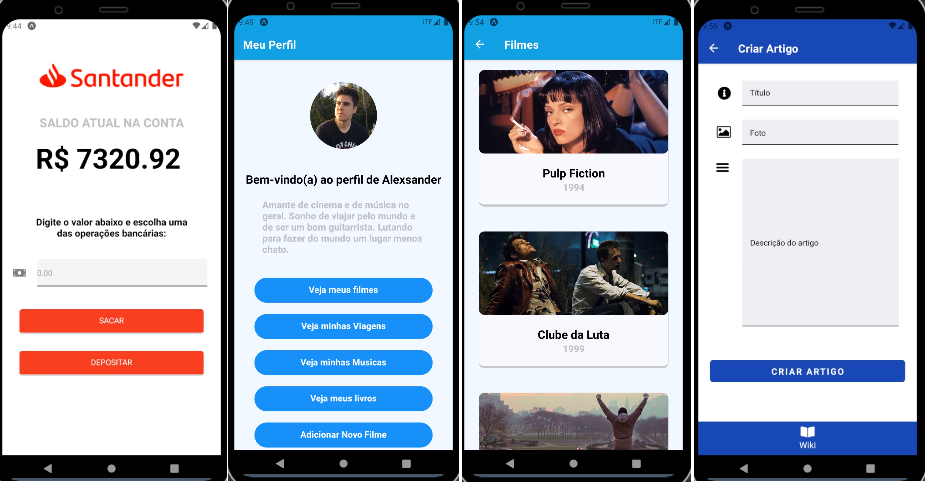 9:44
Santander
SALDO ATUAL NA CONTA
R$ 7320.92
Digite o valor abaixo e escolha uma
das operações bancárias:
0.00
SACAR
DEPOSITAR
9:49
LTE
Meu Perfil
Bem-vindo(a) ao perfil de Alexsander
Amante de cinema e de música no
geral. Sonho de viajar pelo mundo e
de ser um bom guitarrista. Lutando
para fazer do mundo um lugar menos
chato.
Veja meus filmes
Veja minhas Viagens
Veja minhas Musicas
Veja meus livros
Adicionar Novo Filme
9:54
LTE
Filmes
Pulp Fiction
1994
Clube da Luta
1999
9:56
Criar Artigo
Título
Foto
Descrição do artigo
CRIAR ARTIGO
Wiki